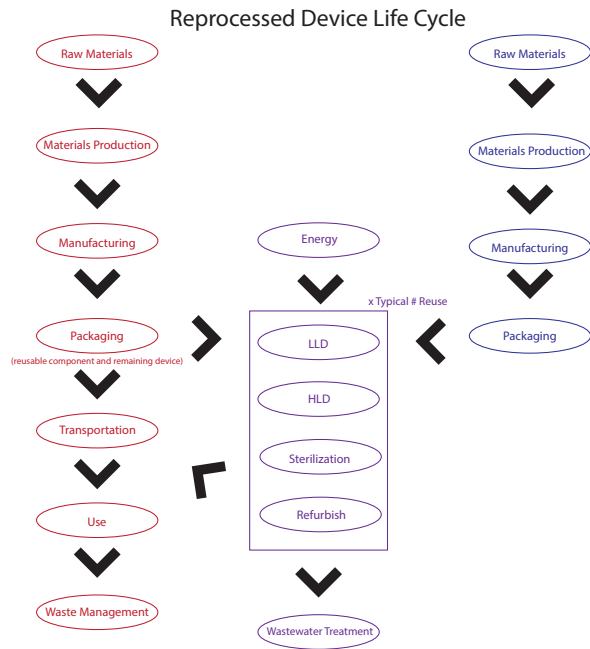 Reprocessed Device Life Cycle
Raw Materials
Materials Production
Manufacturing
Packaging
(reusable component and remaining device)
Transportation
Use
Waste Management
Energy
x Typical # Reuse
LLD
HLD
Sterilization
Refurbish
Wastewater Treatment
Raw Materials
Materials Production
Manufacturing
Packaging